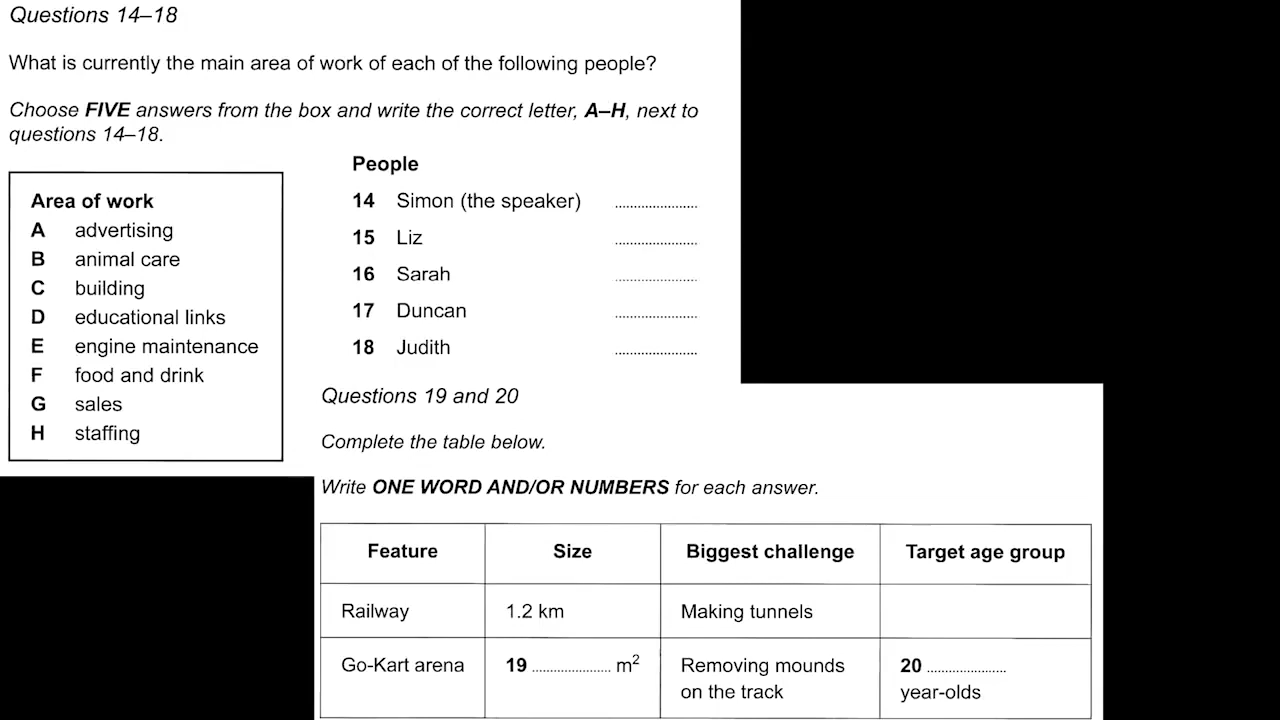 Questions 14–18
What is currently the main area of work of each of the following people?
Choose FIVE answers from the box and write the correct letter, A–H, next to
questions 14–18.
Area of work
A advertising
B animal care
C building
D educational links
E engine maintenance
F food and drink
G sales
H staffing
People
14 Simon (the speaker) ......................
15 Liz ......................
16 Sarah ......................
17 Duncan ......................
18 Judith ......................
Questions 19 and 20
Complete the table below.
Write ONE WORD AND/OR NUMBERS for each answer.
Feature Size Biggest challenge Target age group
Railway 1.2 km Making tunnels
Go-Kart arena 19 ..................... m² Removing mounds 20 .....................
on the track year-olds